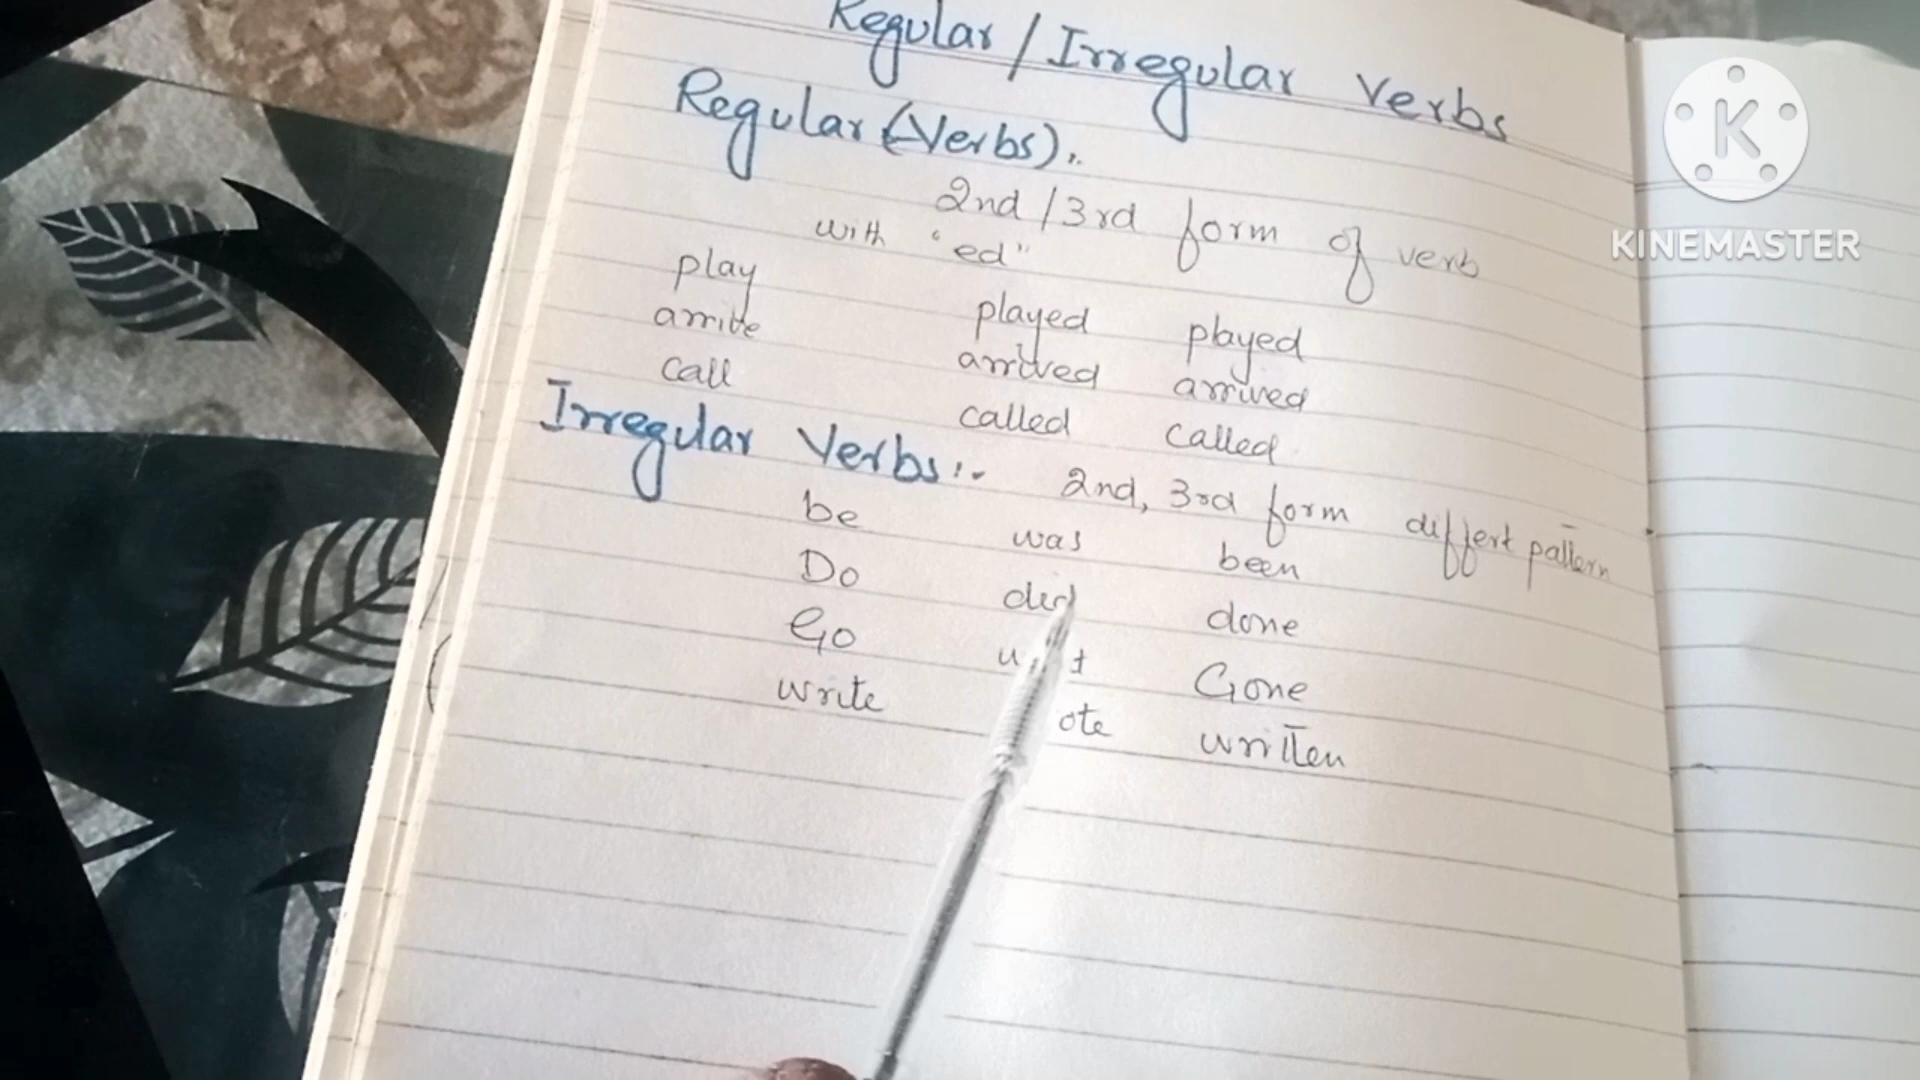 Regular / Irregular Verbs
Regular (Verbs):
2nd / 3rd form of verb
with "ed"
play played played
arrive arrived arrived
call called called
Irregular Verbs:- 2nd, 3rd form differt pattern
be was been
Do did done
Go Gone
write written
K
KINEMASTER